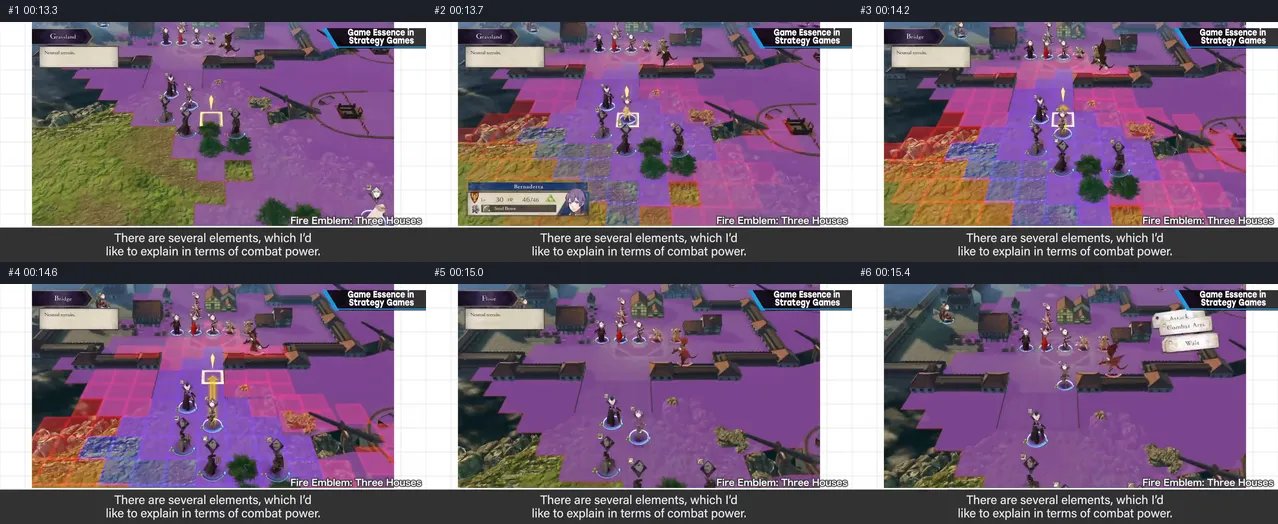 #1 00:13.3
Grassland
Neutral terrain.
Game Essence in
Strategy Games
Fire Emblem: Three Houses
There are several elements, which I'd
like to explain in terms of combat power.
#2 00:13.7
Grassland
Neutral terrain.
Game Essence in
Strategy Games
Bernadetta
30 HP 46/46
Steel Bow+
Fire Emblem: Three Houses
There are several elements, which I'd
like to explain in terms of combat power.
#3 00:14.2
Bridge
Neutral terrain.
Game Essence in
Strategy Games
Fire Emblem: Three Houses
There are several elements, which I'd
like to explain in terms of combat power.
#4 00:14.6
Bridge
Neutral terrain.
Game Essence in
Strategy Games
Fire Emblem: Three Houses
There are several elements, which I'd
like to explain in terms of combat power.
#5 00:15.0
Floor
Neutral terrain.
Game Essence in
Strategy Games
Fire Emblem: Three Houses
There are several elements, which I'd
like to explain in terms of combat power.
#6 00:15.4
Game Essence in
Strategy Games
Attack
Combat Arts
Wait
Fire Emblem: Three Houses
There are several elements, which I'd
like to explain in terms of combat power.